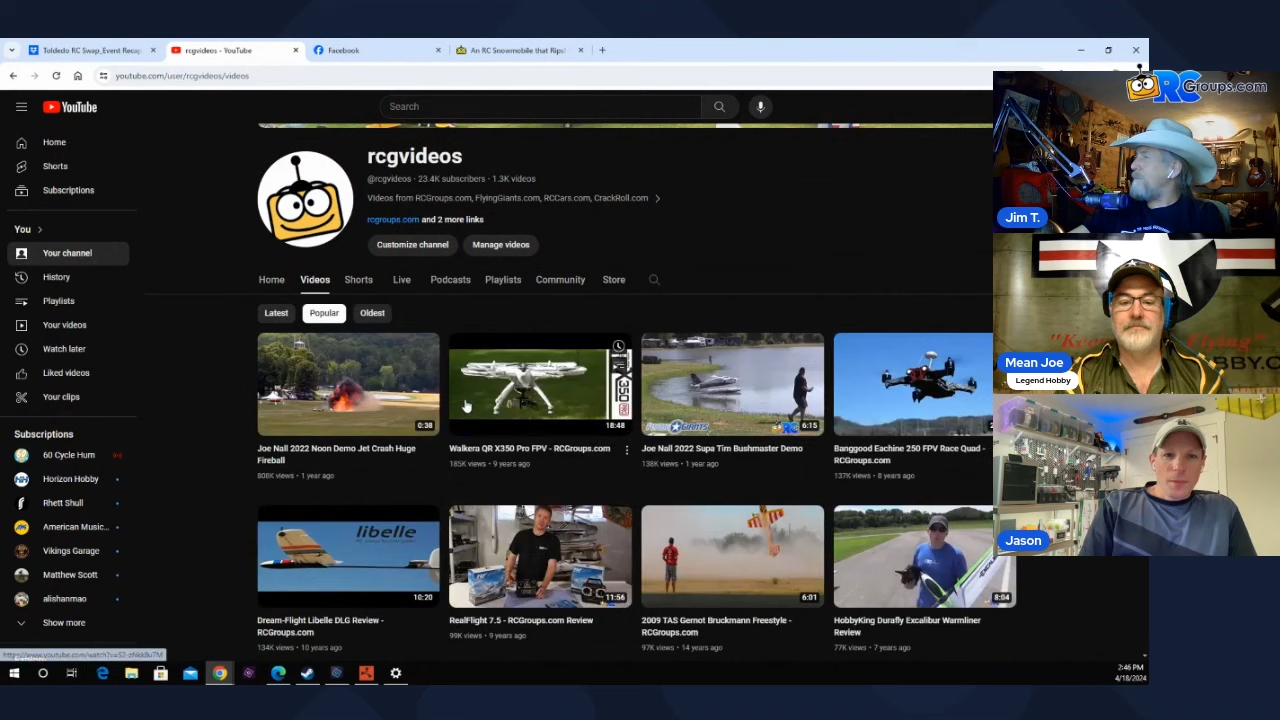 Toldedo RC Swap_Event Recap
rcgvideos - YouTube
Facebook
An RC Snowmobile that Rips!
youtube.com/user/rcgvideos/videos
RCGroups.com
YouTube
Search
Home
Shorts
Subscriptions
You
Your channel
History
Playlists
Your videos
Watch later
Liked videos
Your clips
Subscriptions
60 Cycle Hum
Horizon Hobby
Rhett Shull
American Music...
Vikings Garage
Matthew Scott
alishanmao
Show more
rcgvideos
@rcgvideos · 23.4K subscribers · 1.3K videos
Videos from RCGroups.com, FlyingGiants.com, RCCars.com, CrackRoll.com
rcgroups.com and 2 more links
Customize channel
Manage videos
Home Videos Shorts Live Podcasts Playlists Community Store
Latest Popular Oldest
0:38
350
18:48
6:15
Joe Nall 2022 Noon Demo Jet Crash Huge Fireball
808K views · 1 year ago
Walkera QR X350 Pro FPV - RCGroups.com
185K views · 9 years ago
Joe Nall 2022 Supa Tim Bushmaster Demo
138K views · 1 year ago
Banggood Eachine 250 FPV Race Quad - RCGroups.com
137K views · 8 years ago
libelle
10:20
11:56
6:01
8:04
Dream-Flight Libelle DLG Review - RCGroups.com
134K views · 10 years ago
RealFlight 7.5 - RCGroups.com Review
99K views · 9 years ago
2009 TAS Gernot Bruckmann Freestyle - RCGroups.com
97K views · 14 years ago
HobbyKing Durafly Excalibur Warmliner Review
77K views · 7 years ago
Jim T.
Flying"
Mean Joe
Legend Hobby
Jason
2:46 PM
4/18/2024